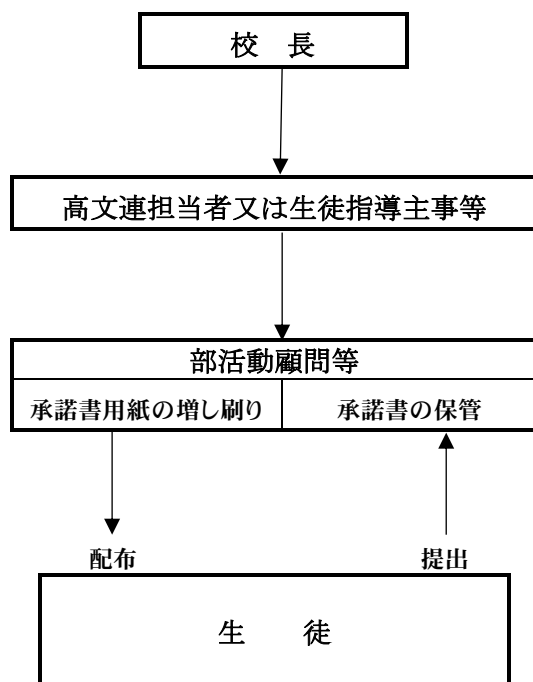 校　長
高文連担当者又は生徒指導主事等
部活動顧問等
承諾書用紙の増し刷り　承諾書の保管
配布　提出
生　徒